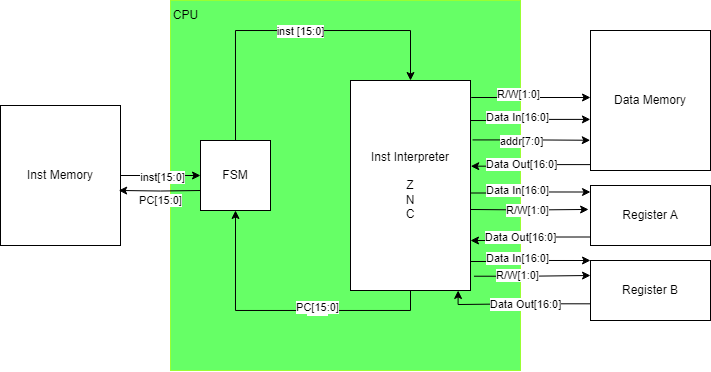 CPU
inst [15:0]
Inst Memory
inst[15:0]
PC[15:0]
FSM
PC[15:0]
Inst Interpreter
Z
N
C
R/W[1:0]
Data In[16:0]
addr[7:0]
Data Out[16:0]
Data Memory
Data In[16:0]
R/W[1:0]
Data Out[16:0]
Register A
Data In[16:0]
R/W[1:0]
Data Out[16:0]
Register B